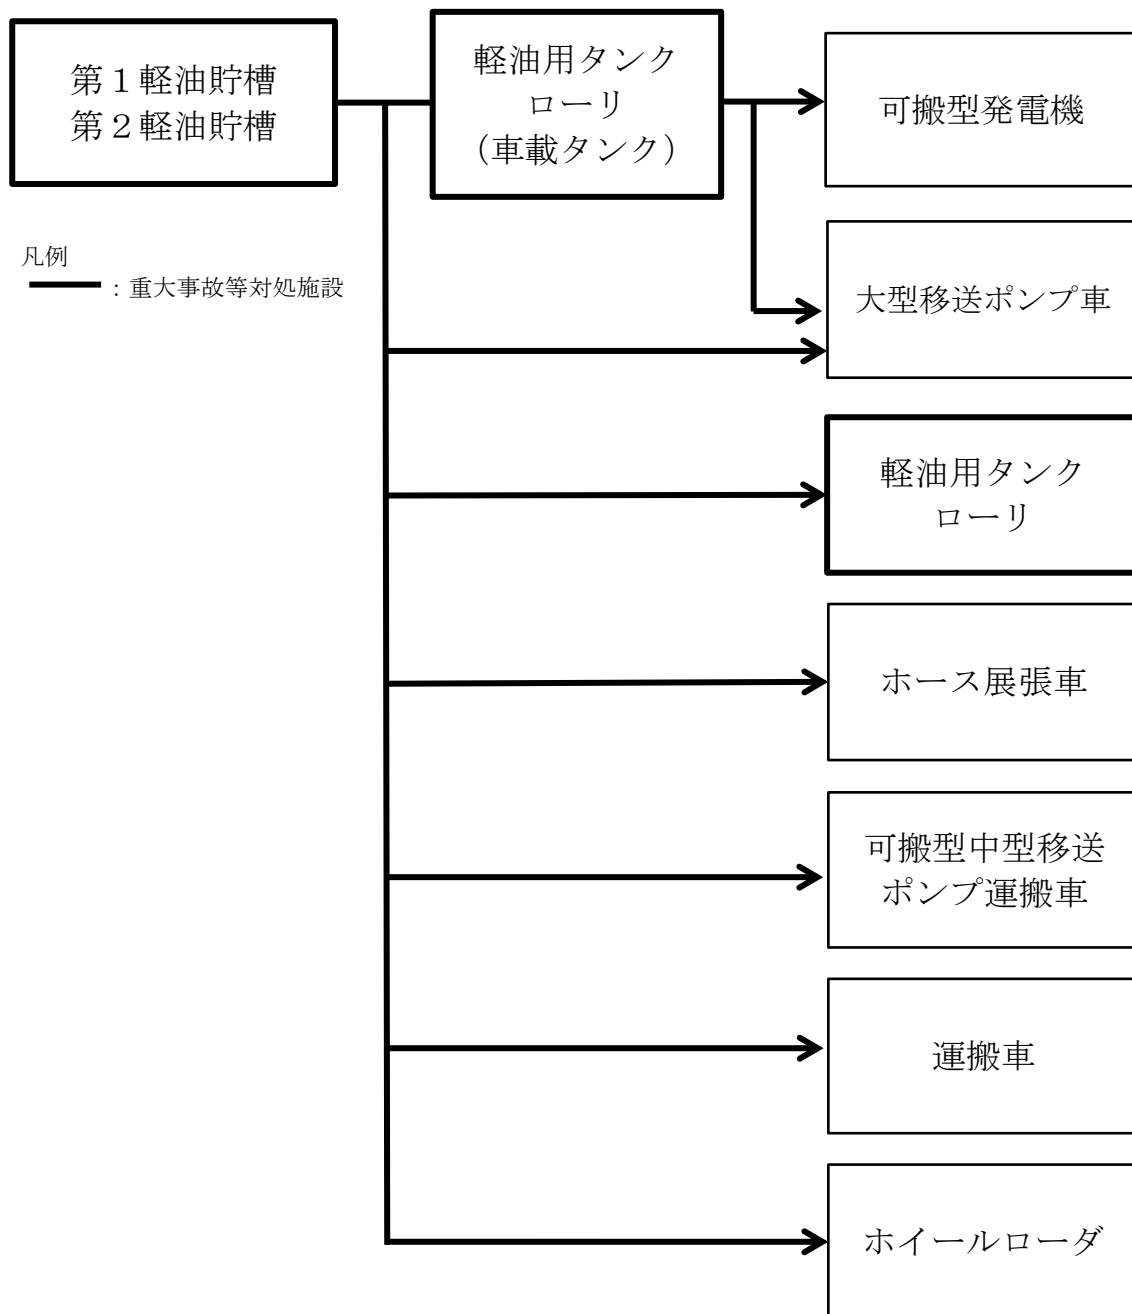 第１軽油貯槽
第２軽油貯槽
軽油用タンク
ローリ
（車載タンク）
可搬型発電機
凡例
：重大事故等対処施設
大型移送ポンプ車
軽油用タンク
ローリ
ホース展張車
可搬型中型移送
ポンプ運搬車
運搬車
ホイールローダ